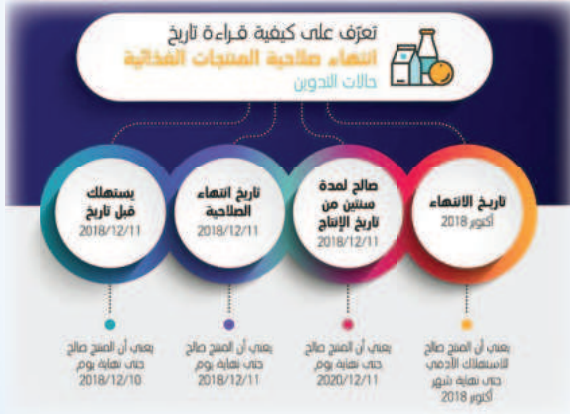 تعرّف على كيفية قراءة تاريخ
انتهاء صلاحية المنتجات الغذائية
حالات التدوين
تاريخ الانتهاء
أكتوبر 2018
صالح لمدة
سنتين من
تاريخ الإنتاج
2018/12/11
تاريخ انتهاء
الصلاحية
2018/12/11
يستهلك
قبل تاريخ
2018/12/11
يعني أن المنتج صالح
للاستهلاك الآدمي
حتى نهاية شهر
أكتوبر 2018
يعني أن المنتج صالح
حتى نهاية يوم
2020/12/11
يعني أن المنتج صالح
حتى نهاية يوم
2018/12/11
يعني أن المنتج صالح
حتى نهاية يوم
2018/12/10